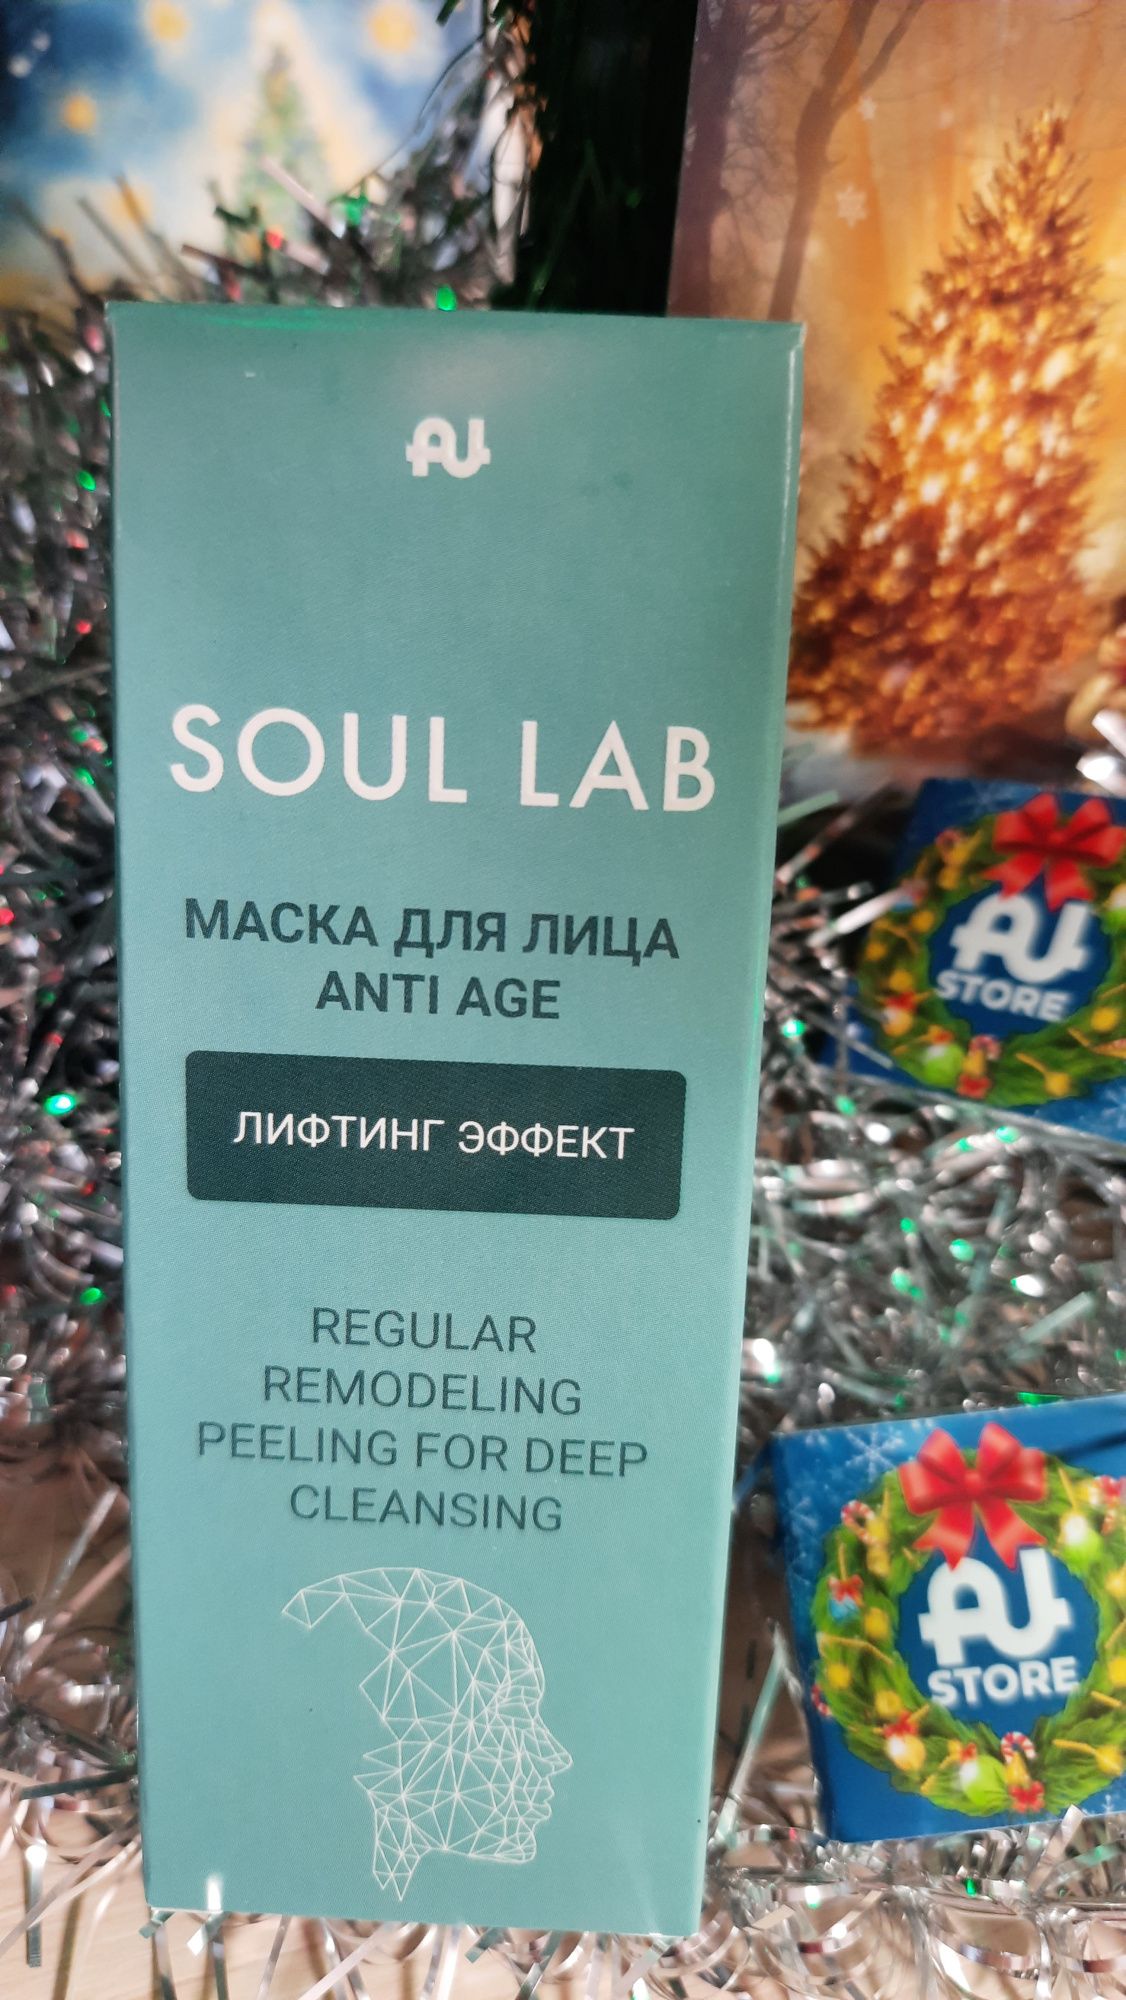 AU
SOUL LAB
МАСКА ДЛЯ ЛИЦА
ANTI AGE
ЛИФТИНГ ЭФФЕКТ
REGULAR
REMODELING
PEELING FOR DEEP
CLEANSING
AU
STORE
AU
STORE